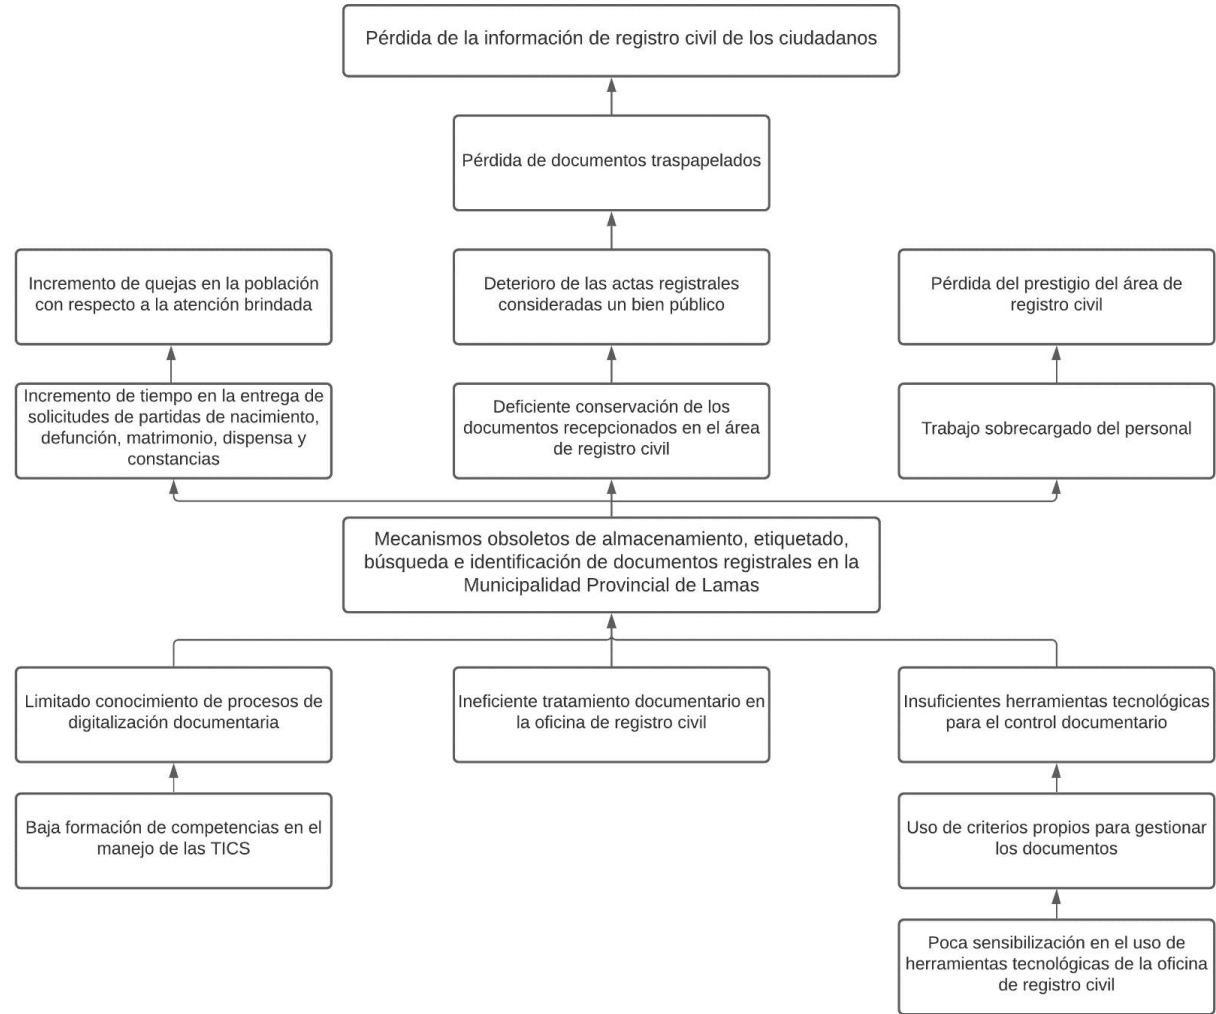 Pérdida de la información de registro civil de los ciudadanos
Pérdida de documentos traspapelados
Incremento de quejas en la población
con respecto a la atención brindada
Deterioro de las actas registrales
consideradas un bien público
Pérdida del prestigio del área de
registro civil
Incremento de tiempo en la entrega de
solicitudes de partidas de nacimiento,
defunción, matrimonio, dispensa y
constancias
Deficiente conservación de los
documentos recepcionados en el área
de registro civil
Trabajo sobrecargado del personal
Mecanismos obsoletos de almacenamiento, etiquetado,
búsqueda e identificación de documentos registrales en la
Municipalidad Provincial de Lamas
Limitado conocimiento de procesos de
digitalización documentaria
Ineficiente tratamiento documentario en
la oficina de registro civil
Insuficientes herramientas tecnológicas
para el control documentario
Baja formación de competencias en el
manejo de las TICS
Uso de criterios propios para gestionar
los documentos
Poca sensibilización en el uso de
herramientas tecnológicas de la oficina
de registro civil